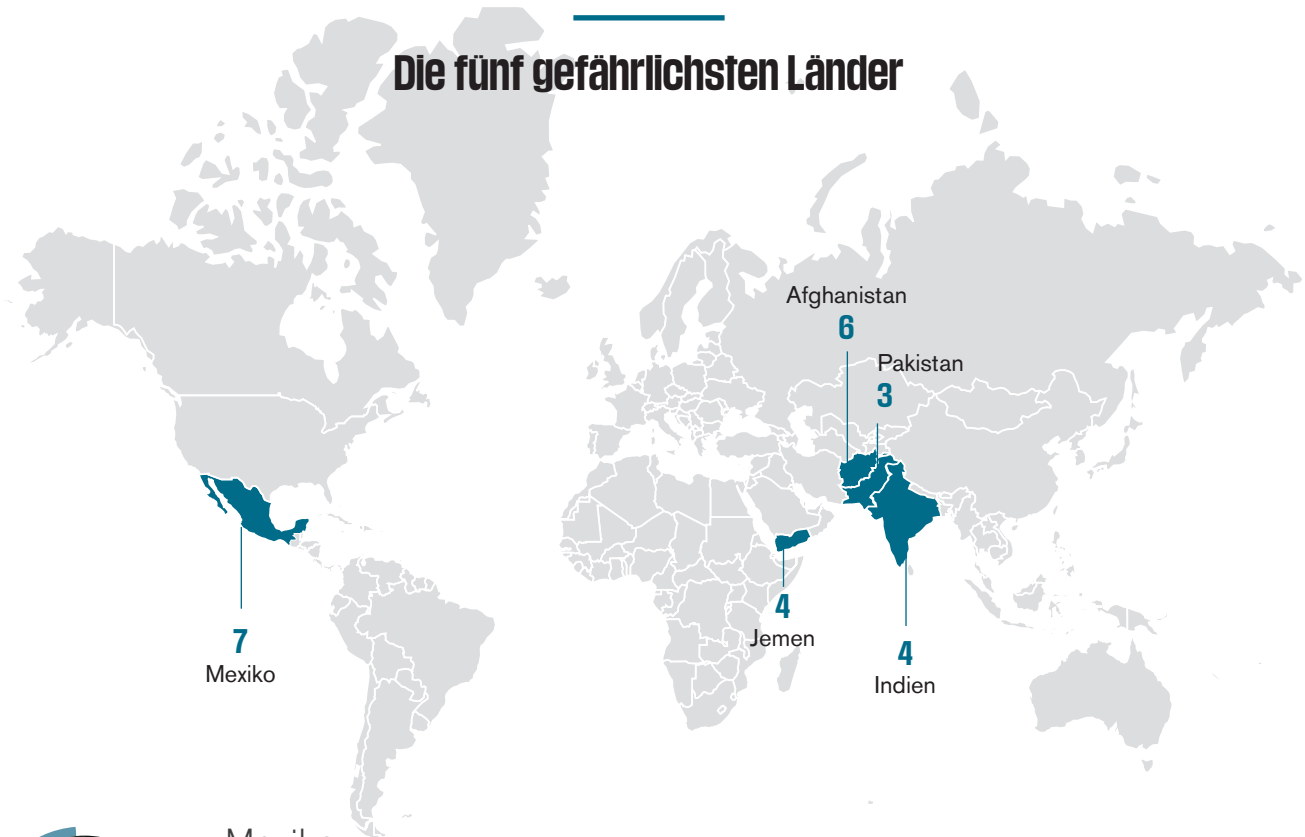 Die fünf gefährlichsten Länder
Afghanistan
6
Pakistan
3
7
Mexiko
4
Jemen
4
Indien